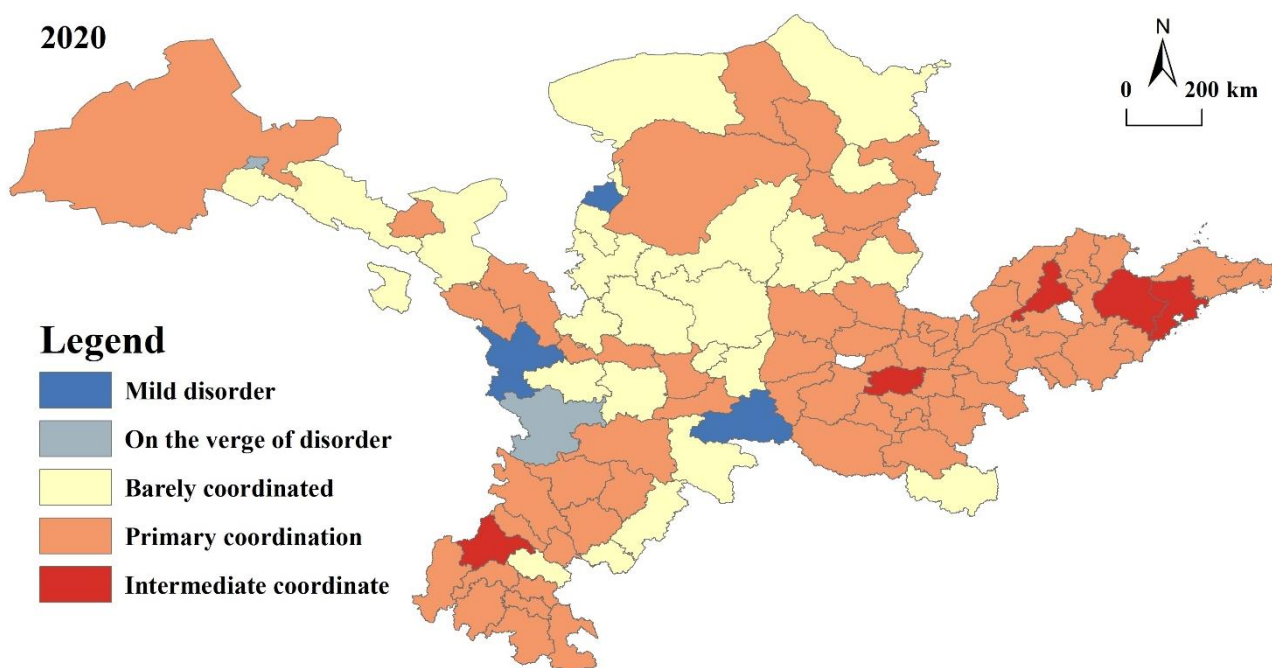 2020
N
0 200 km
Legend
Mild disorder
On the verge of disorder
Barely coordinated
Primary coordination
Intermediate coordinate